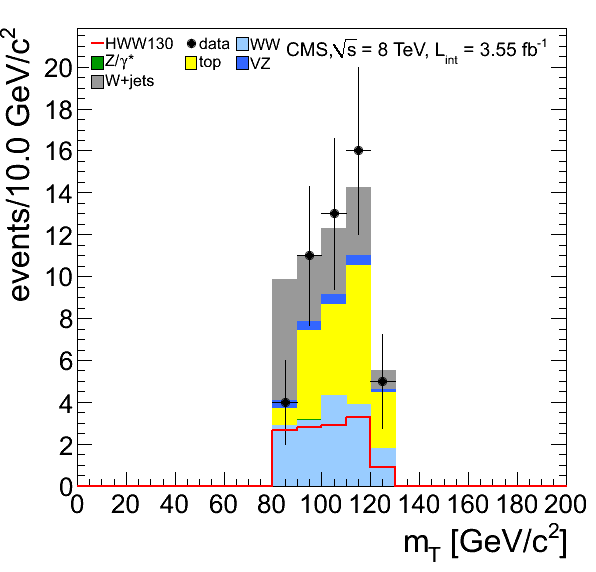 HWW130 data WW CMS,√s = 8 TeV, L_int = 3.55 fb⁻¹
Z/γ* top VZ
W+jets
events/10.0 GeV/c²
20
18
16
14
12
10
8
6
4
2
0
0 20 40 60 80 100 120 140 160 180 200
m_T [GeV/c²]